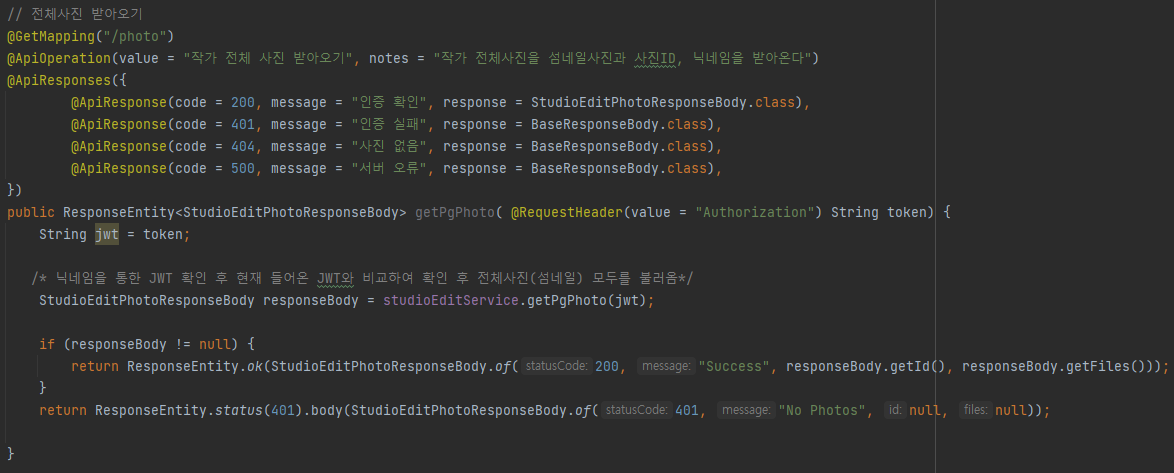 // 전체사진 받아오기
@GetMapping("/photo")
@ApiOperation(value = "작가 전체 사진 받아오기", notes = "작가 전체사진을 섬네일사진과 사진ID, 닉네임을 받아온다")
@ApiResponses({
@ApiResponse(code = 200, message = "인증 확인", response = StudioEditPhotoResponseBody.class),
@ApiResponse(code = 401, message = "인증 실패", response = BaseResponseBody.class),
@ApiResponse(code = 404, message = "사진 없음", response = BaseResponseBody.class),
@ApiResponse(code = 500, message = "서버 오류", response = BaseResponseBody.class),
})
public ResponseEntity<StudioEditPhotoResponseBody> getPgPhoto( @RequestHeader(value = "Authorization") String token) {
String jwt = token;
/* 닉네임을 통한 JWT 확인 후 현재 들어온 JWT와 비교하여 확인 후 전체사진(섬네일) 모두를 불러옴*/
StudioEditPhotoResponseBody responseBody = studioEditService.getPgPhoto(jwt);
if (responseBody != null) {
return ResponseEntity.ok(StudioEditPhotoResponseBody.of( statusCode: 200, message: "Success", responseBody.getId(), responseBody.getFiles()));
}
return ResponseEntity.status(401).body(StudioEditPhotoResponseBody.of( statusCode: 401, message: "No Photos", id: null, files: null));
}